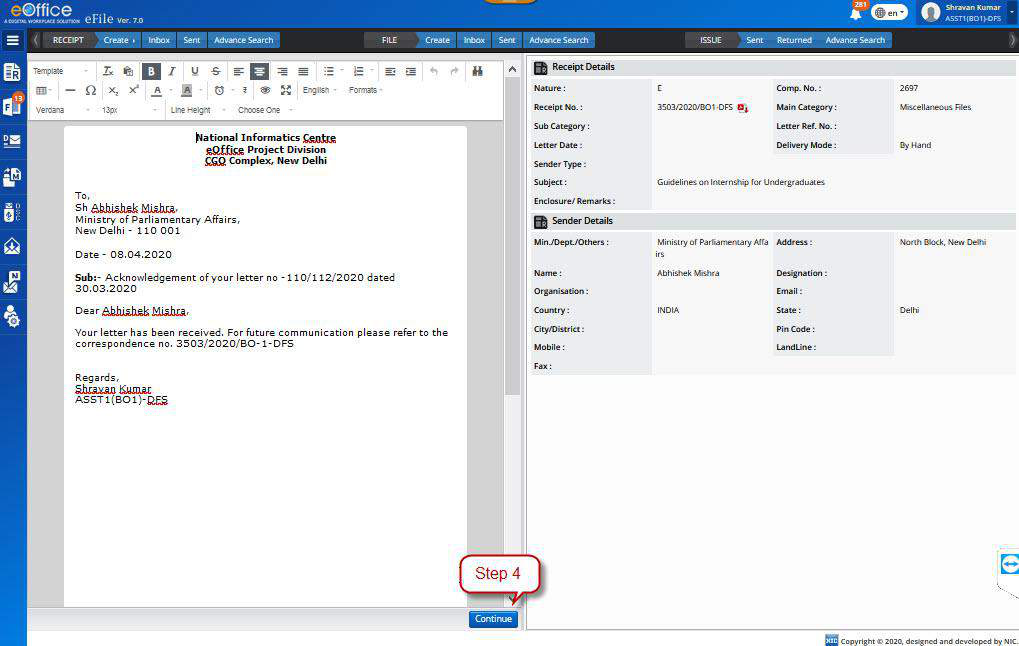 eOffice
A DIGITAL WORKPLACE SOLUTION
eFile Ver. 7.0
281
en
Shravan Kumar
ASST1(BO1)-DFS
RECEIPT Create Inbox Sent Advance Search
FILE Create Inbox Sent Advance Search
ISSUE Sent Returned Advance Search
13
DSC
Template
B I U S
English Formats
Verdana 13px Line Height Choose One
National Informatics Centre
eOffice Project Division
CGO Complex, New Delhi
To,
Sh Abhishek Mishra,
Ministry of Parliamentary Affairs,
New Delhi - 110 001
Date - 08.04.2020
Sub:- Acknowledgement of your letter no -110/112/2020 dated
30.03.2020
Dear Abhishek Mishra,
Your letter has been received. For future communication please refer to the
correspondence no. 3503/2020/BO-1-DFS
Regards,
Shravan Kumar
ASST1(BO1)-DFS
Step 4
Continue
Receipt Details
Nature : E Comp. No. : 2697
Receipt No. : 3503/2020/BO1-DFS Main Category : Miscellaneous Files
Sub Category : Letter Ref. No. :
Letter Date : Delivery Mode : By Hand
Sender Type :
Subject : Guidelines on Internship for Undergraduates
Enclosure/ Remarks :
Sender Details
Min./Dept./Others : Ministry of Parliamentary Affa Address : North Block, New Delhi
irs
Name : Abhishek Mishra Designation :
Organisation : Email :
Country : INDIA State : Delhi
City/District : Pin Code :
Mobile : LandLine :
Fax :
NIC Copyright © 2020, designed and developed by NIC.